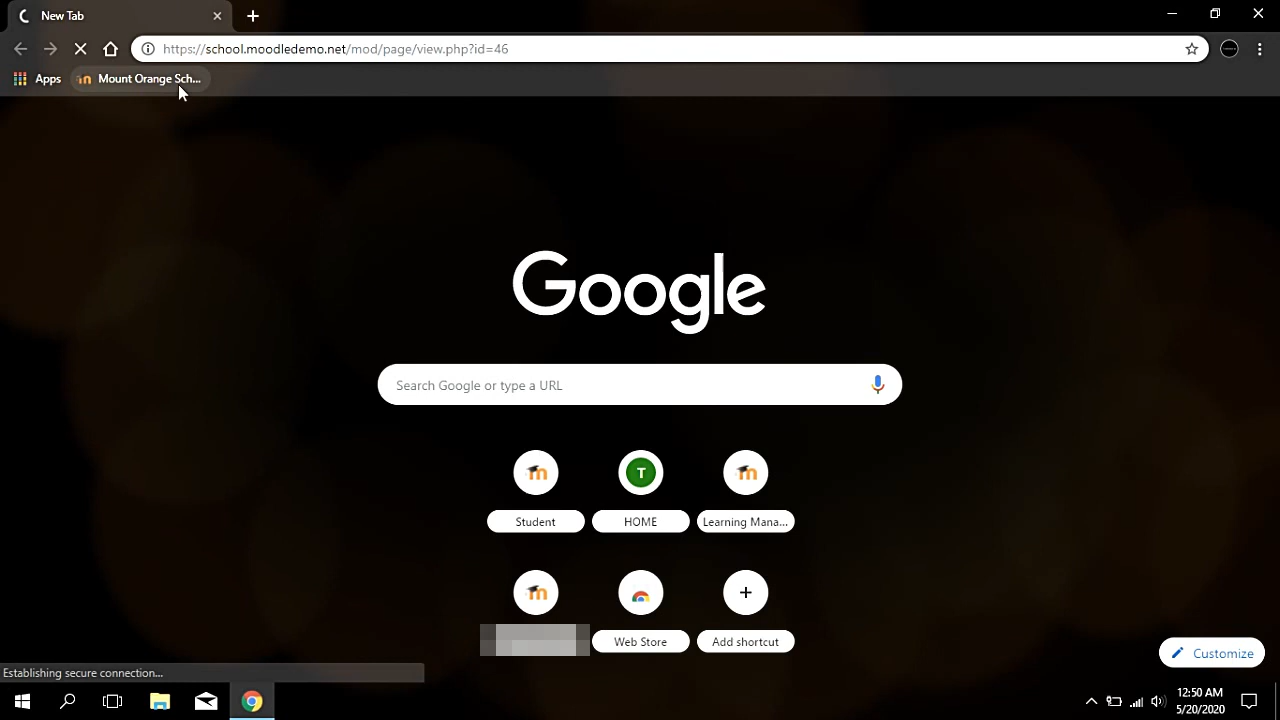 New Tab
https://school.moodledemo.net/mod/page/view.php?id=46
Apps
Mount Orange Sch...
Google
Search Google or type a URL
T
Student
HOME
Learning Mana...
Web Store
Add shortcut
Customize
Establishing secure connection...
12:50 AM
5/20/2020